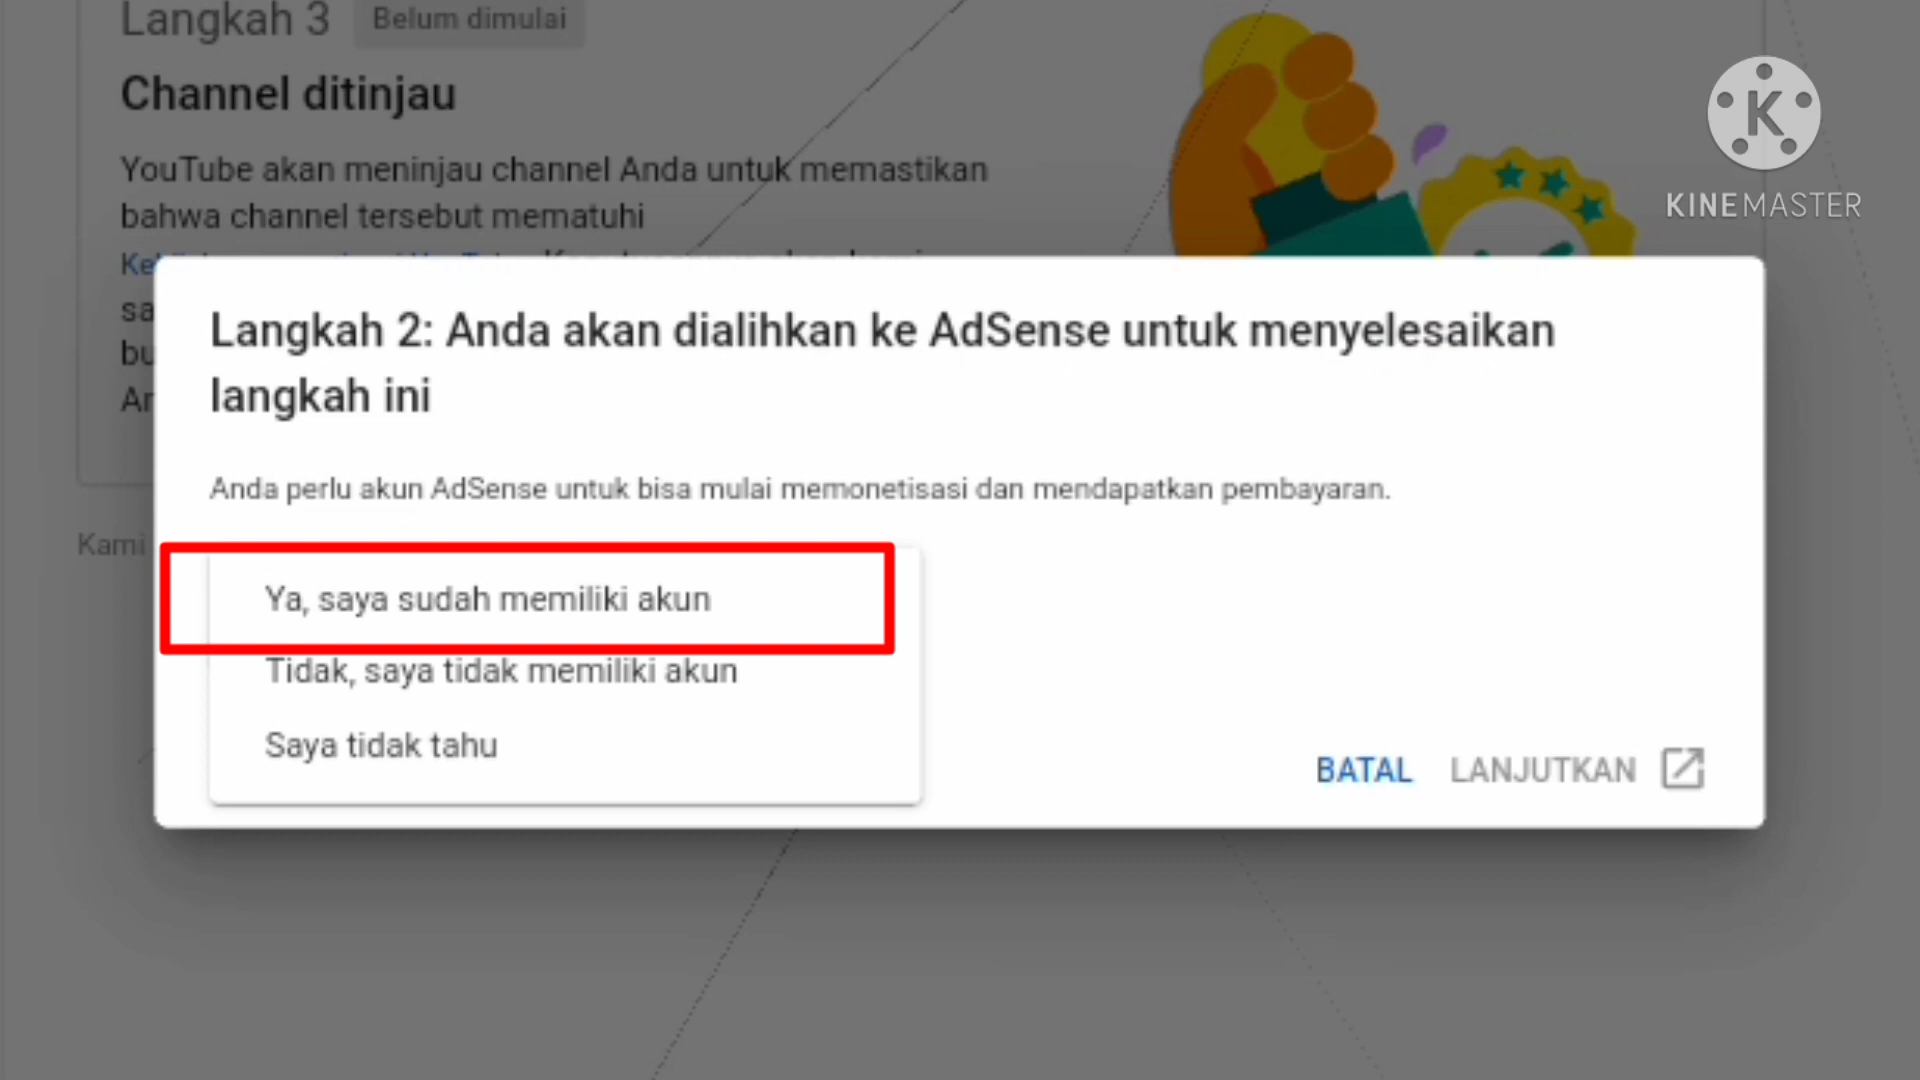 Langkah 3 Belum dimulai
Channel ditinjau
YouTube akan meninjau channel Anda untuk memastikan
bahwa channel tersebut mematuhi
KINEMASTER
Langkah 2: Anda akan dialihkan ke AdSense untuk menyelesaikan
langkah ini
Anda perlu akun AdSense untuk bisa mulai memonetisasi dan mendapatkan pembayaran.
Kami
Ya, saya sudah memiliki akun
Tidak, saya tidak memiliki akun
Saya tidak tahu
BATAL LANJUTKAN